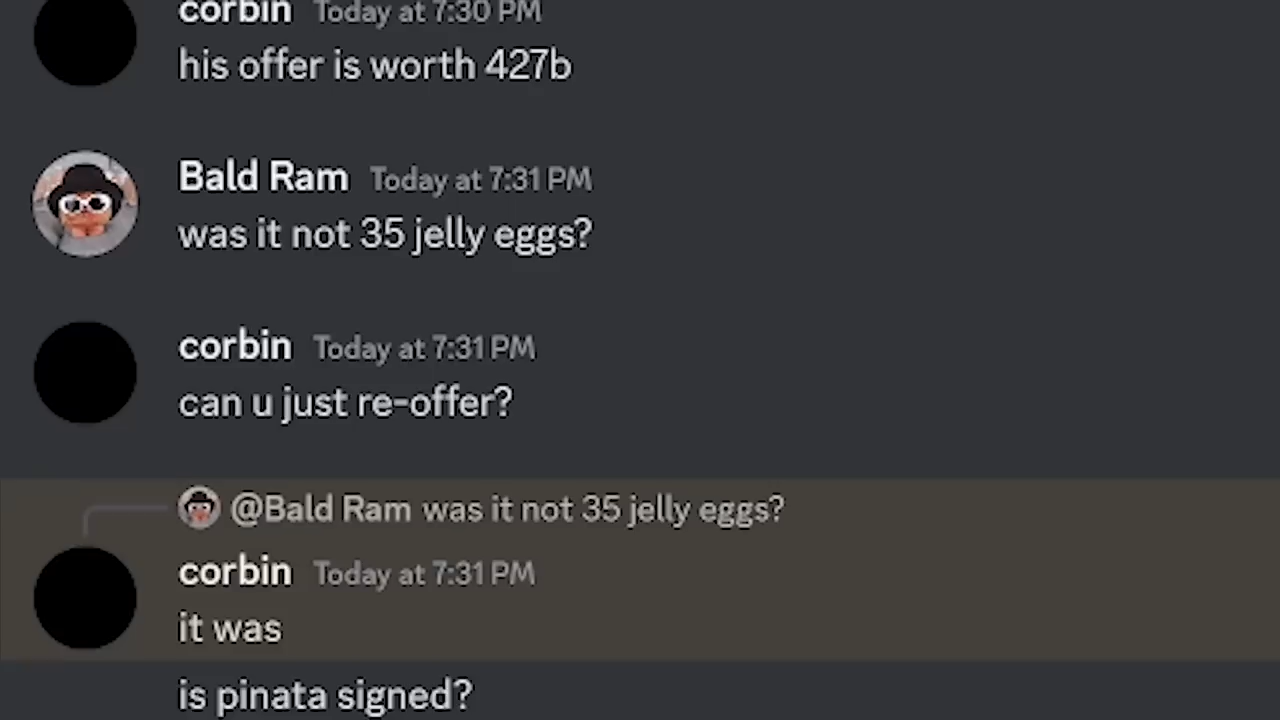 corbin Today at 7:30 PM
his offer is worth 427b
Bald Ram Today at 7:31 PM
was it not 35 jelly eggs?
corbin Today at 7:31 PM
can u just re-offer?
@Bald Ram was it not 35 jelly eggs?
corbin Today at 7:31 PM
it was
is pinata signed?